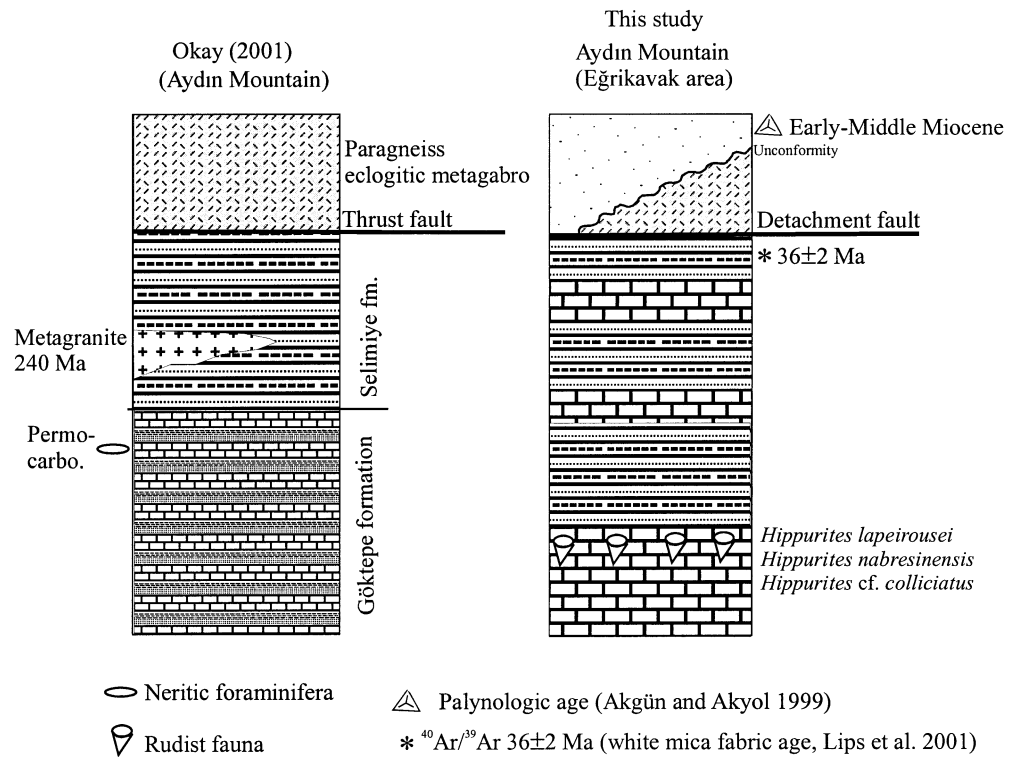 Okay (2001)
(Aydın Mountain)
Paragneiss
eclogitic metagabro
Thrust fault
Metagranite
240 Ma
Selimiye fm.
Permo-
carbo.
Göktepe formation
This study
Aydın Mountain
(Eğrikavak area)
Early-Middle Miocene
Unconformity
Detachment fault
* 36±2 Ma
Hippurites lapeirousei
Hippurites nabresinensis
Hippurites cf. colliciatus
Neritic foraminifera
Rudist fauna
Palynologic age (Akgün and Akyol 1999)
* ⁴⁰Ar/³⁹Ar 36±2 Ma (white mica fabric age, Lips et al. 2001)